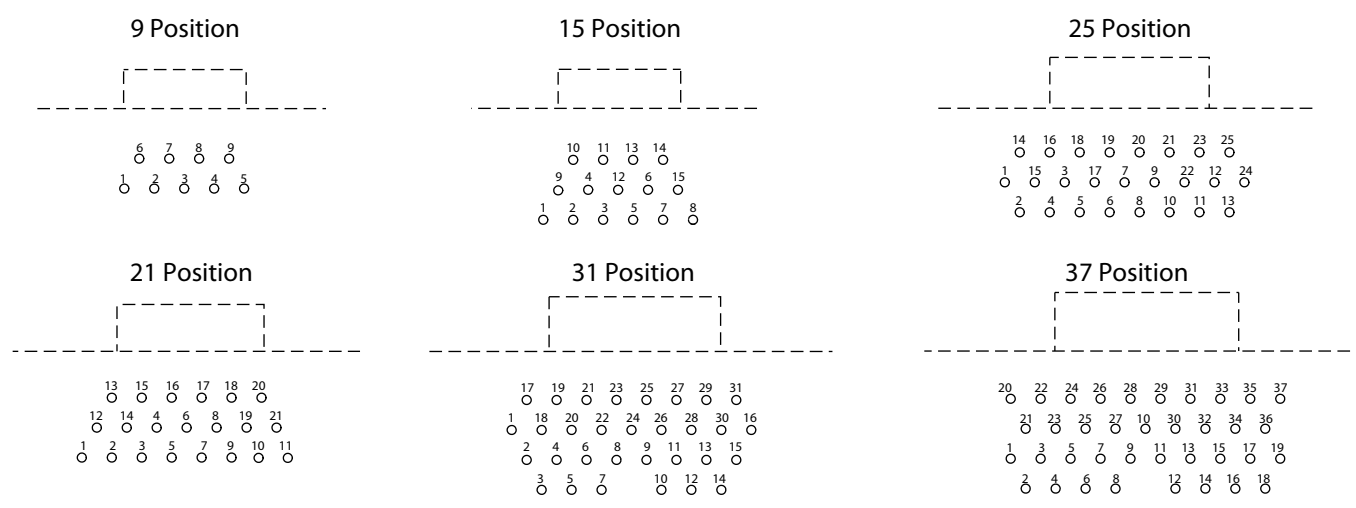 9 Position
6 7 8 9
1 2 3 4 5
15 Position
10 11 13 14
9 4 12 6 15
1 2 3 5 7 8
25 Position
14 16 18 19 20 21 23 25
1 15 3 17 7 9 22 12 24
2 4 5 6 8 10 11 13
21 Position
13 15 16 17 18 20
12 14 4 6 8 19 21
1 2 3 5 7 9 10 11
31 Position
17 19 21 23 25 27 29 31
1 18 20 22 24 26 28 30 16
2 4 6 8 9 11 13 15
3 5 7 10 12 14
37 Position
20 22 24 26 28 29 31 33 35 37
21 23 25 27 10 30 32 34 36
1 3 5 7 9 11 13 15 17 19
2 4 6 8 12 14 16 18